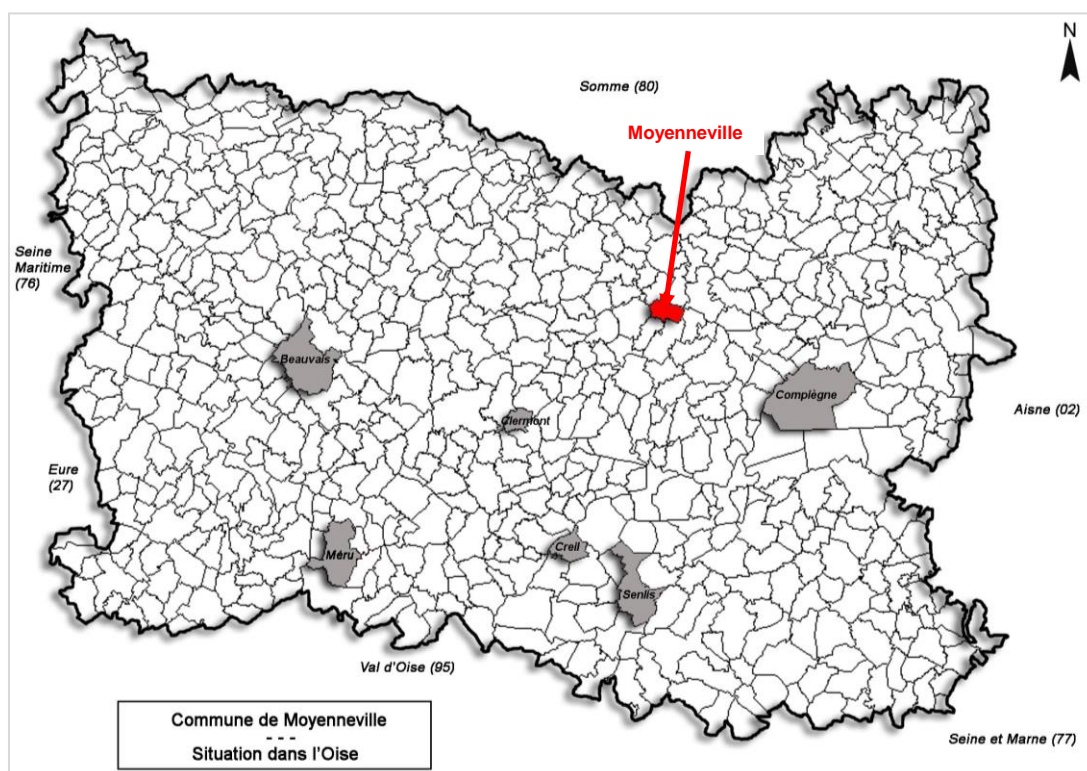 N
Somme (80)
Moyenneville
Seine
Maritime
(76)
Beauvais
Compiègne
Aisne (02)
Clermont
Eure
(27)
Creil
Méru
Senlis
Val d'Oise (95)
Commune de Moyenneville
- - -
Situation dans l'Oise
Seine et Marne (77)